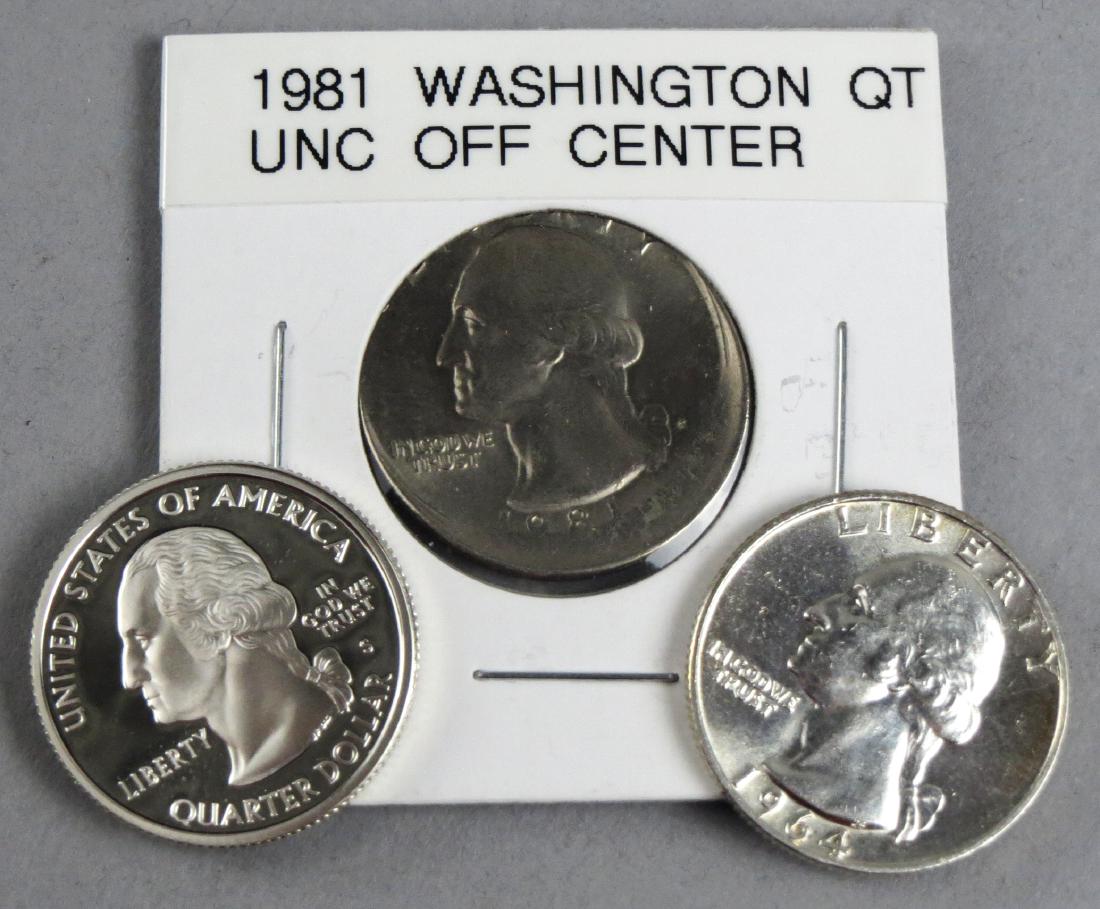 1981 WASHINGTON QT
UNC OFF CENTER
IN GOD WE
TRUST
198
UNITED STATES OF AMERICA
IN
GOD WE
TRUST
S
LIBERTY
QUARTER DOLLAR
LIBERTY
IN GOD WE
TRUST
1964